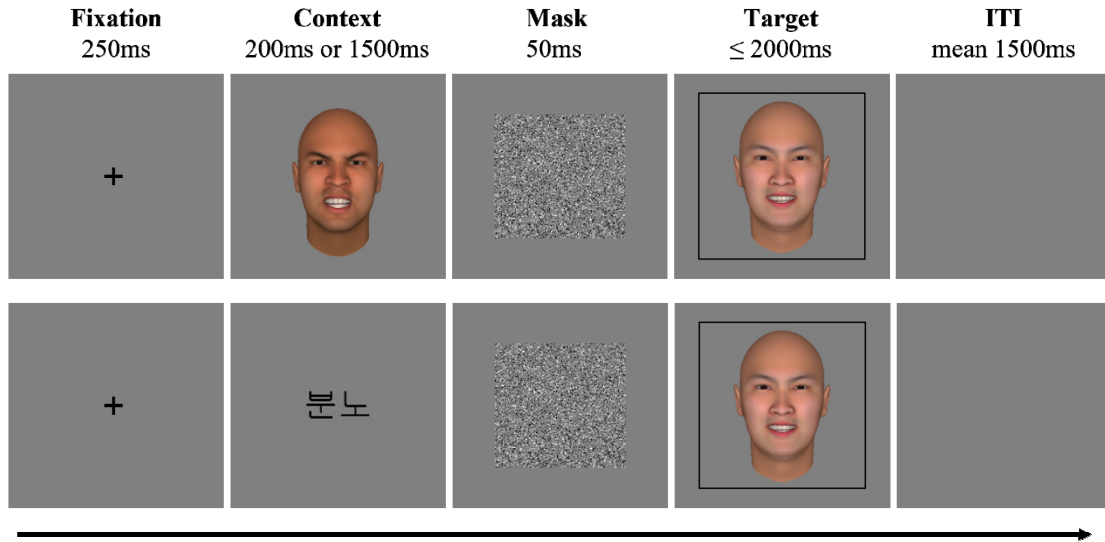 Fixation Context Mask Target ITI
250ms 200ms or 1500ms 50ms ≤ 2000ms mean 1500ms
분노